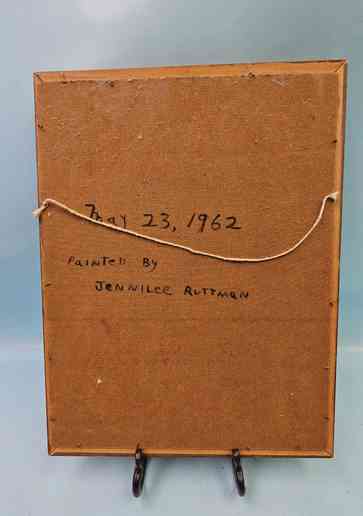 May 23, 1962
PAINTED By
JENNILEE RUTTMAN